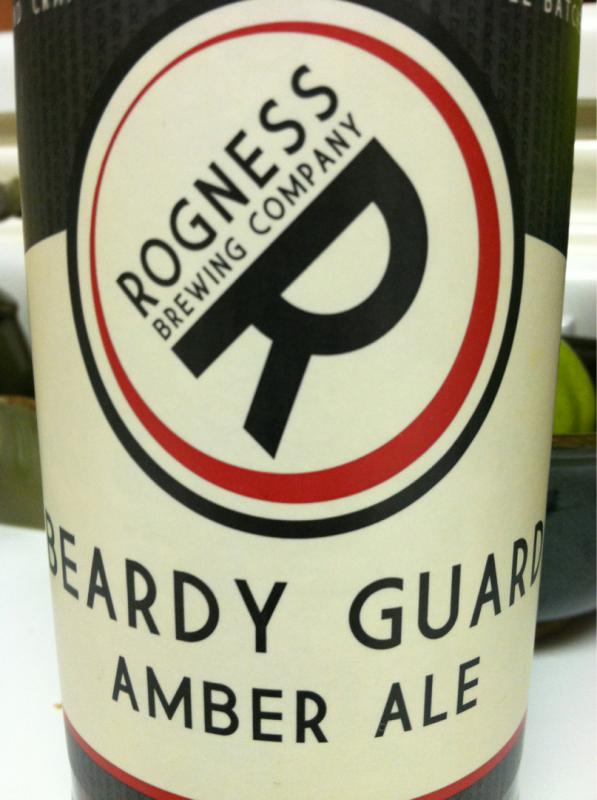 ROGNESS
BREWING COMPANY
R
BEARDY GUARD
AMBER ALE